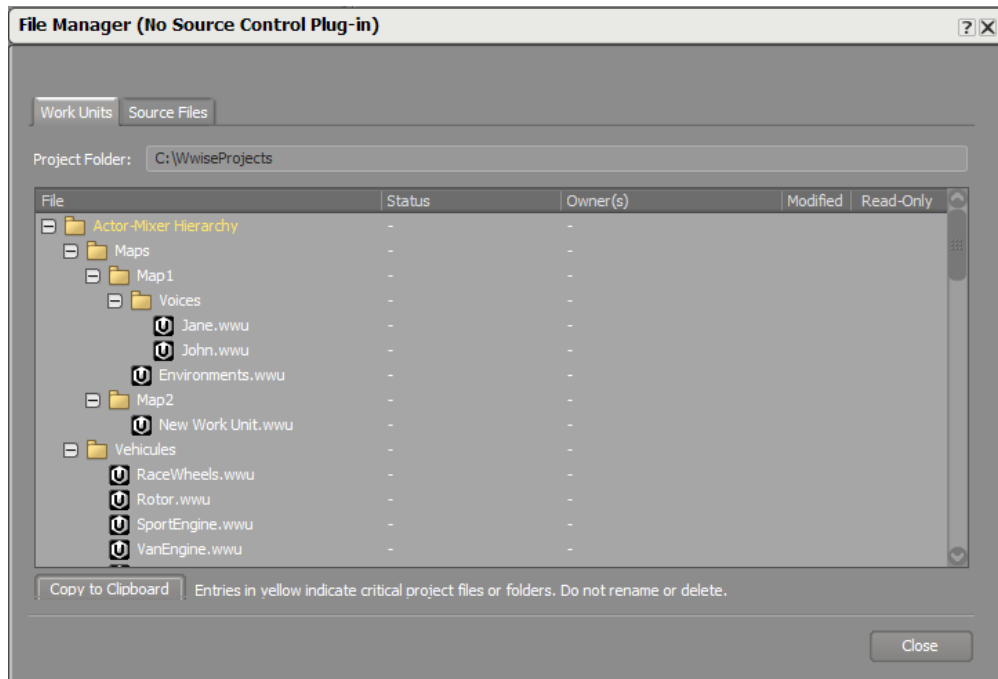 File Manager (No Source Control Plug-in)
Work Units Source Files
Project Folder: C:\WwiseProjects
File Status Owner(s) Modified Read-Only
Actor-Mixer Hierarchy - -
Maps - -
Map1 - -
Voices - -
Jane.wwu - -
John.wwu - -
Environments.wwu - -
Map2 - -
New Work Unit.wwu - -
Vehicules - -
RaceWheels.wwu - -
Rotor.wwu - -
SportEngine.wwu - -
VanEngine.wwu - -
Copy to Clipboard Entries in yellow indicate critical project files or folders. Do not rename or delete.
Close